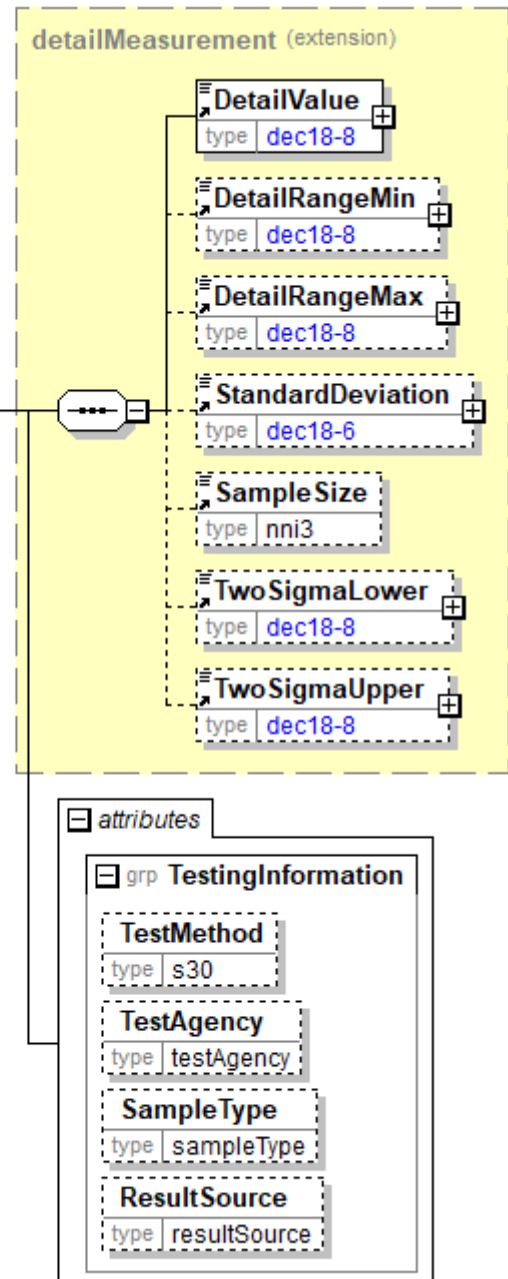 detailMeasurement (extension)
DetailValue
type dec18-8
DetailRangeMin
type dec18-8
DetailRangeMax
type dec18-8
StandardDeviation
type dec18-6
SampleSize
type nni3
TwoSigmaLower
type dec18-8
TwoSigmaUpper
type dec18-8
attributes
grp TestingInformation
TestMethod
type s30
TestAgency
type testAgency
SampleType
type sampleType
ResultSource
type resultSource